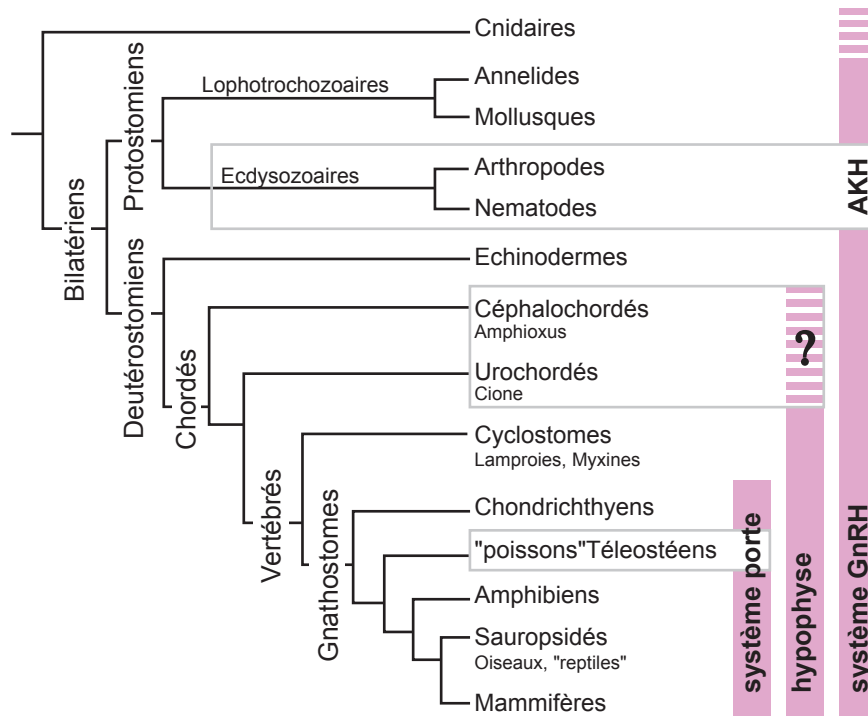 Cnidaires
Lophotrochozoaires
Annelides
Mollusques
Protostomiens
Ecdysozoaires
Arthropodes
Nematodes
AKH
Bilatériens
Echinodermes
Deutérostomiens
Céphalochordés
Amphioxus
?
Chordés
Urochordés
Cione
Cyclostomes
Lamproies, Myxines
Vertébrés
Chondrichthyens
Gnathostomes
"poissons"Téleostéens
Amphibiens
Sauropsidés
Oiseaux, "reptiles"
Mammifères
système porte
hypophyse
système GnRH